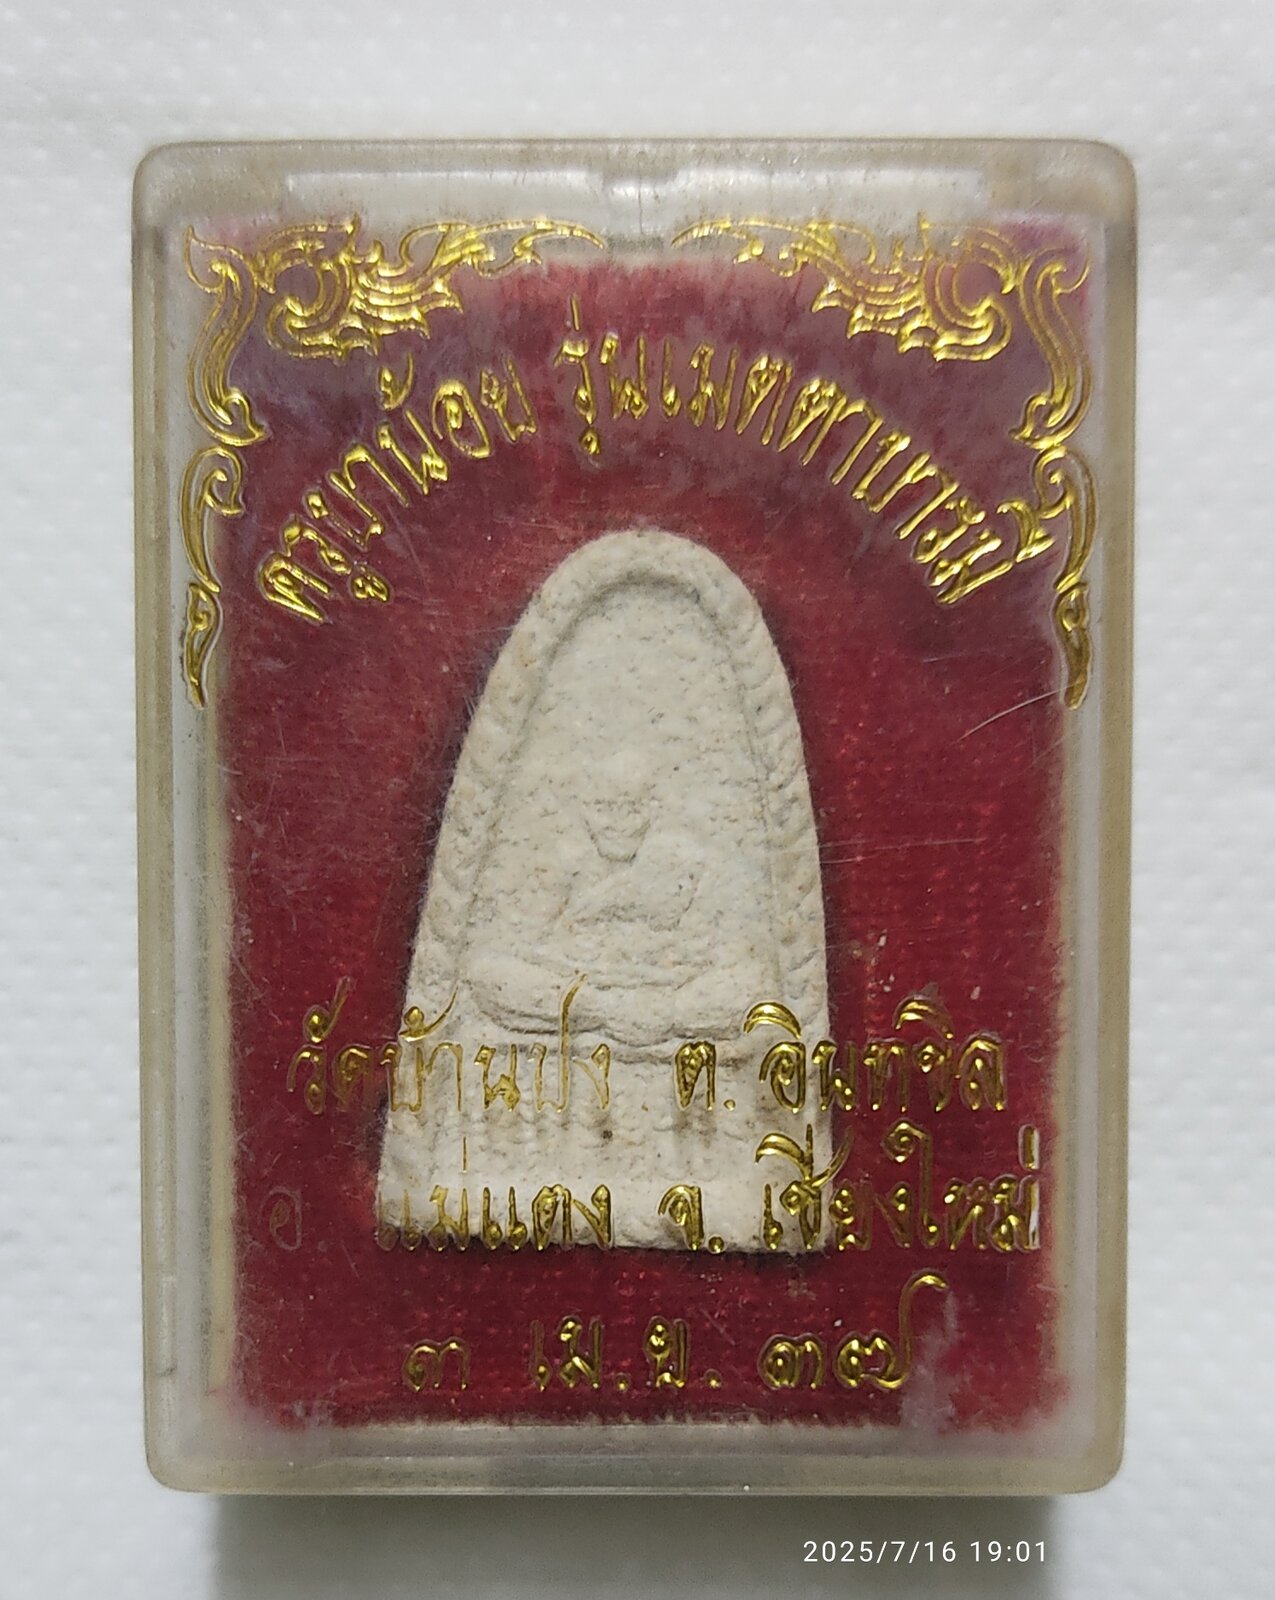 ครูบาน้อย รุ่นเมตตาบารมี
วัดบ้านปง ต. อินทขิล
อ แม่แตง จ. เชียงใหม่
๓ เม.ย. ๓๗
2025/7/16 19:01